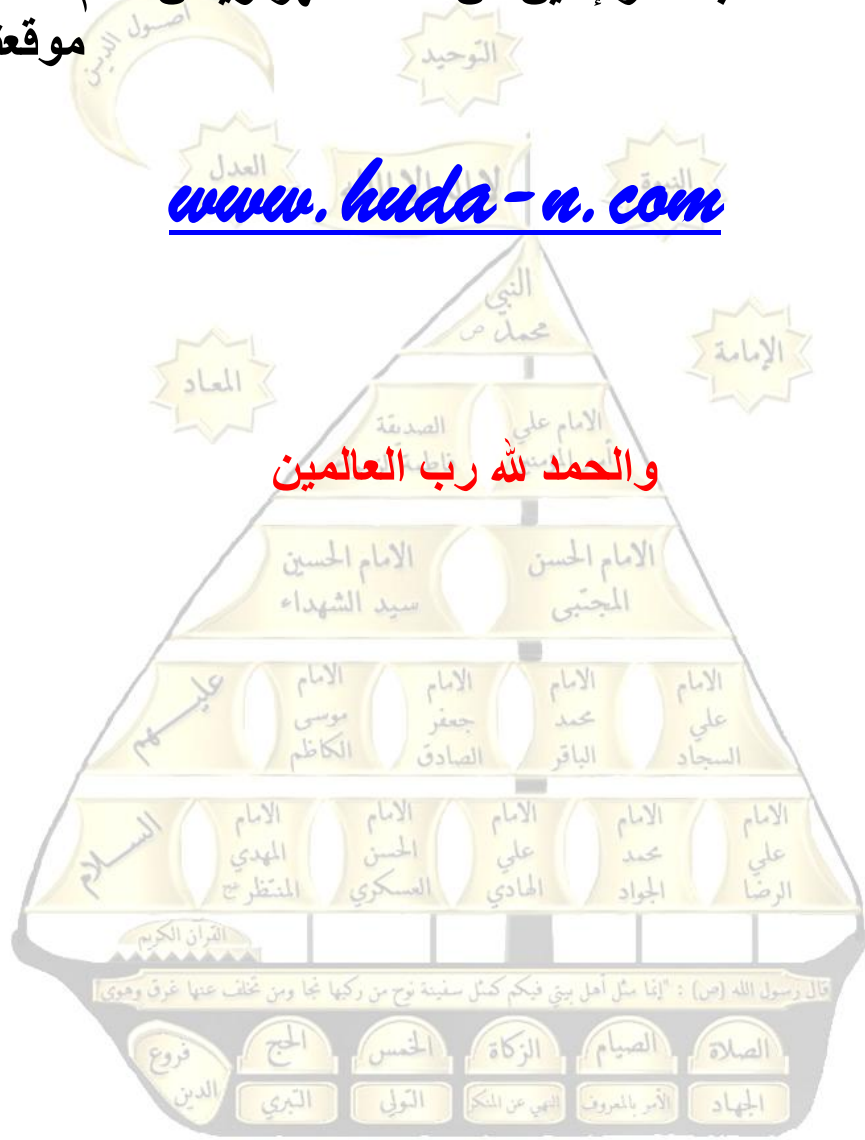 موقع
أصول الدين
التوحيد
العدل
النبوة
www.huda-n.com
النبي
محمد ص
الإمامة
المعاد
الامام علي
الصديقة
والحمد لله رب العالمين
الامام الحسن
المجتبى
الامام الحسين
سيد الشهداء
الامام
علي
السجاد
الامام
محمد
الباقر
الامام
جعفر
الصادق
الامام
موسى
الكاظم
عليهم
الامام
علي
الرضا
الامام
محمد
الجواد
الامام
علي
الهادي
الامام
الحسن
العسكري
الامام
المهدي
المنتظر عج
السلام
القرآن الكريم
قال رسول الله (ص) : "إنما مثل أهل بيتي فيكم كمثل سفينة نوح من ركبها نجا ومن تخلف عنها غرق وهوى"
الصلاة
الصيام
الزكاة
الخمس
الحج
فروع
الدين
الجهاد
الأمر بالمعروف
النهي عن المنكر
التولي
التبري